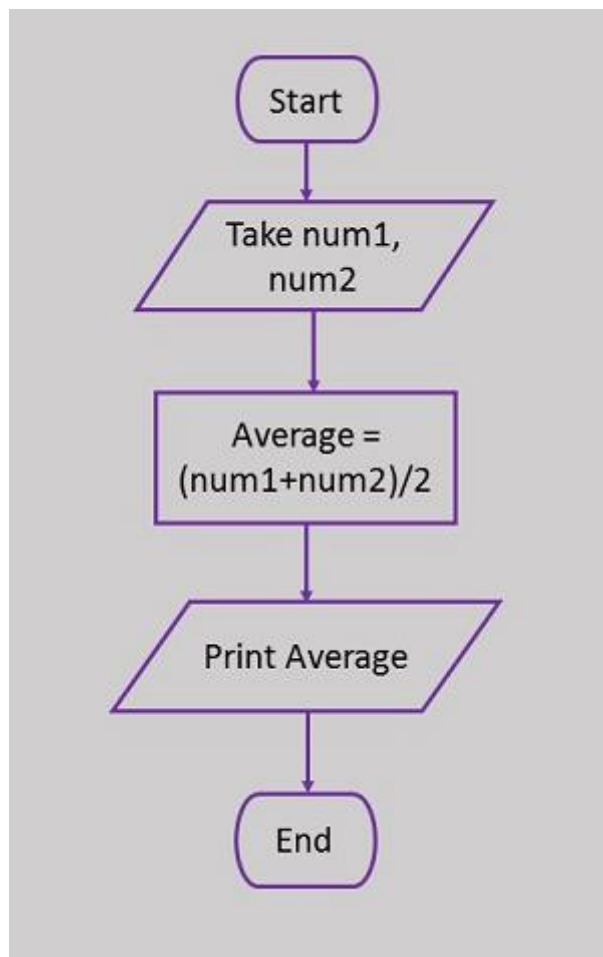 Start
Take num1,
num2
Average =
(num1+num2)/2
Print Average
End